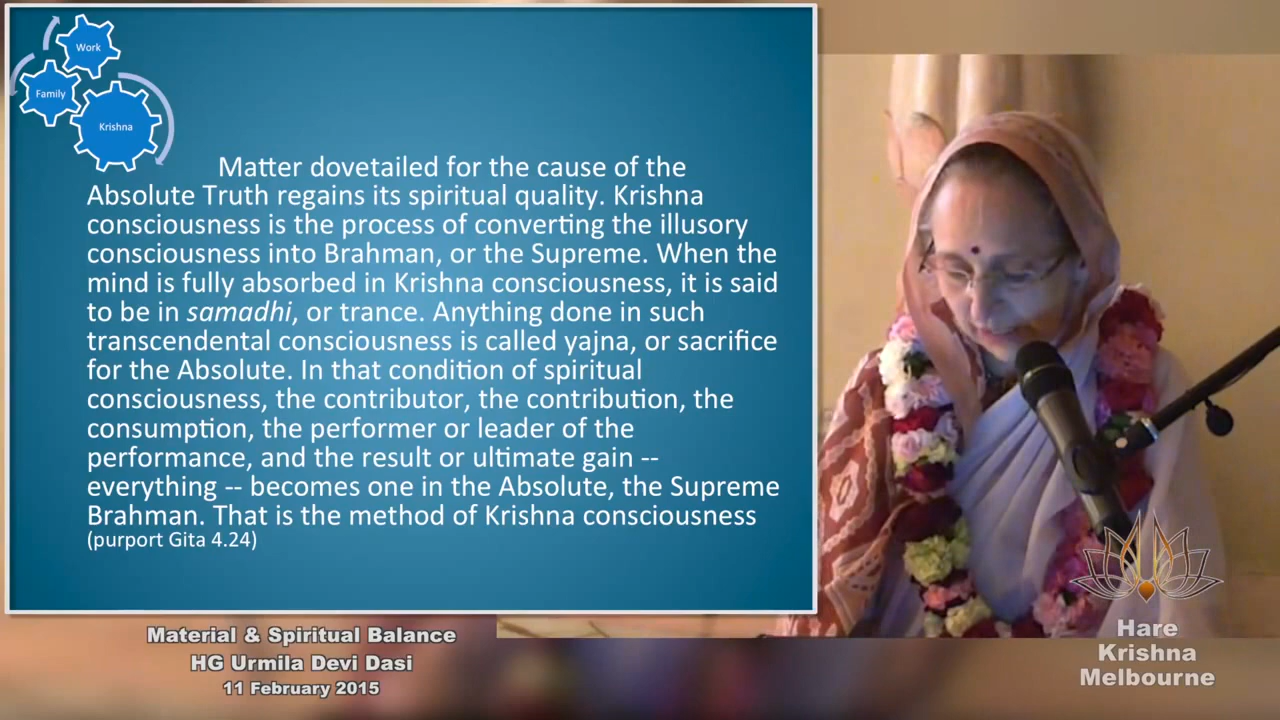 Work
Family
Krishna
Matter dovetailed for the cause of the
Absolute Truth regains its spiritual quality. Krishna
consciousness is the process of converting the illusory
consciousness into Brahman, or the Supreme. When the
mind is fully absorbed in Krishna consciousness, it is said
to be in samadhi, or trance. Anything done in such
transcendental consciousness is called yajna, or sacrifice
for the Absolute. In that condition of spiritual
consciousness, the contributor, the contribution, the
consumption, the performer or leader of the
performance, and the result or ultimate gain --
everything -- becomes one in the Absolute, the Supreme
Brahman. That is the method of Krishna consciousness
(purport Gita 4.24)
Material & Spiritual Balance
HG Urmila Devi Dasi
11 February 2015
Hare
Krishna
Melbourne